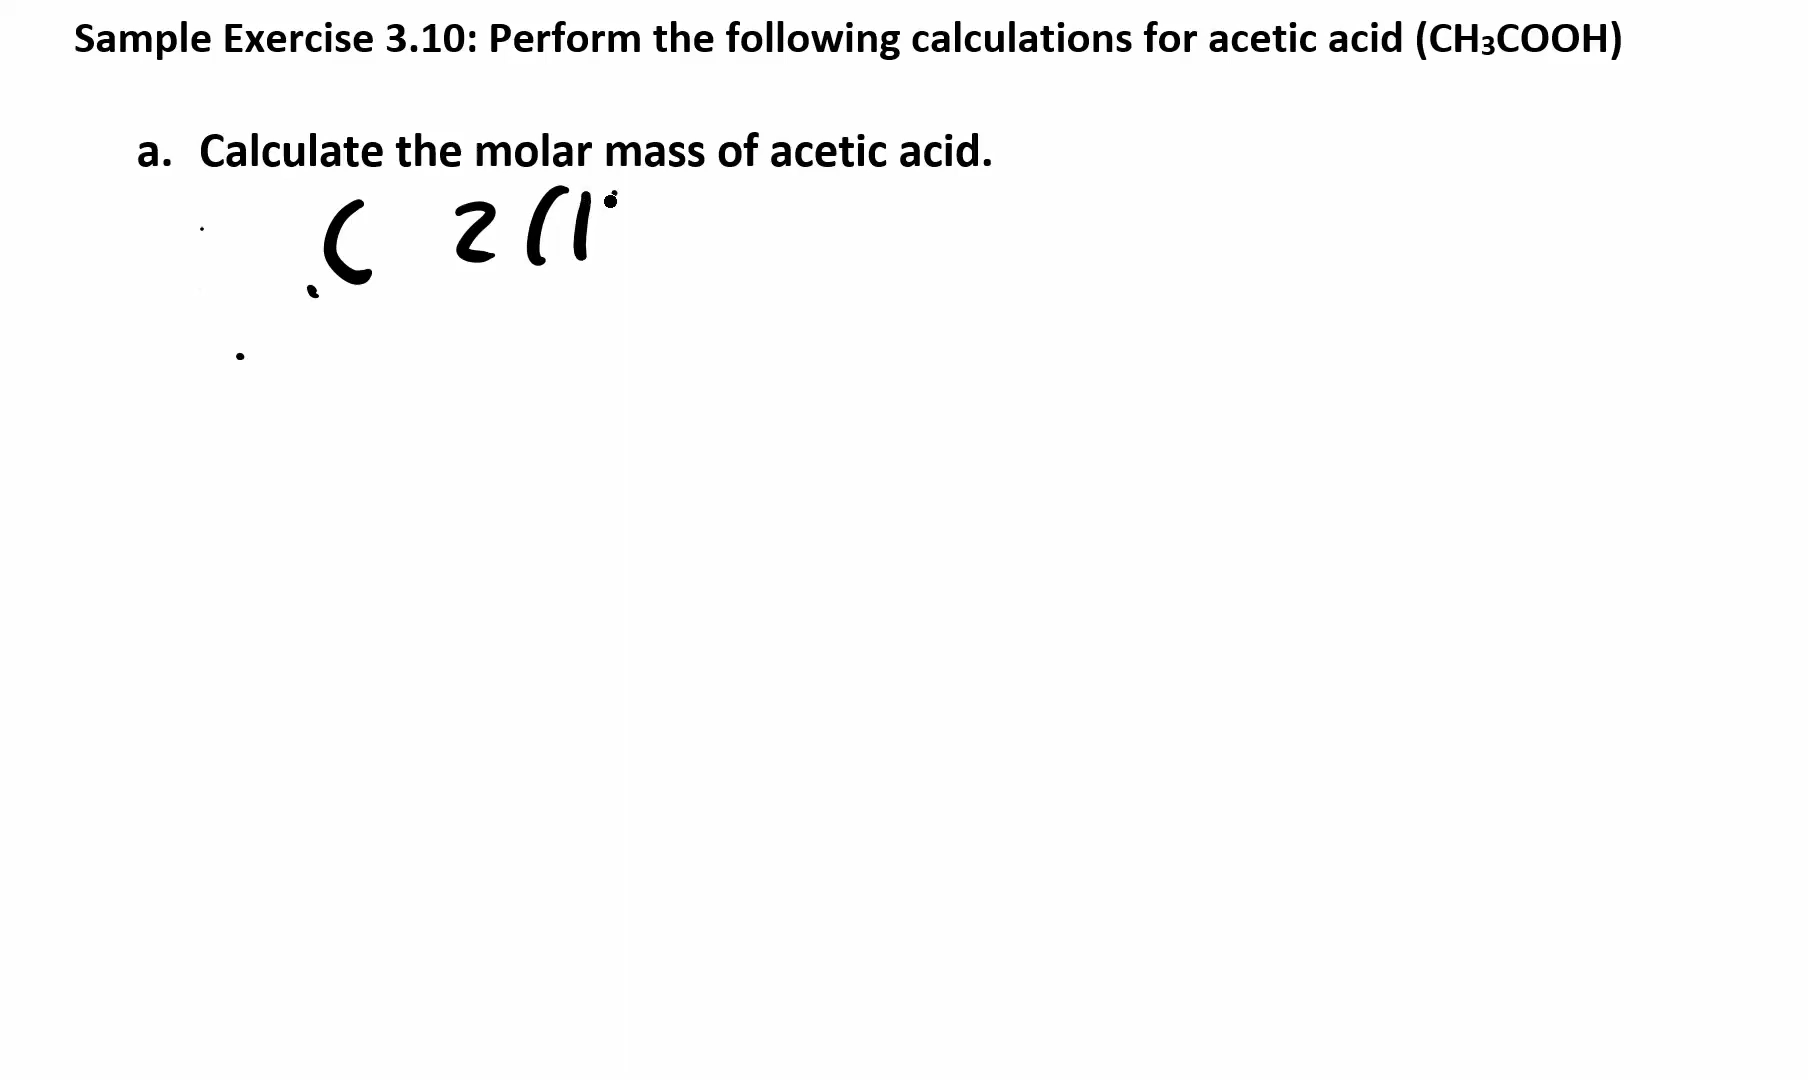 Sample Exercise 3.10: Perform the following calculations for acetic acid (CH₃COOH)
a. Calculate the molar mass of acetic acid.
C 2(1